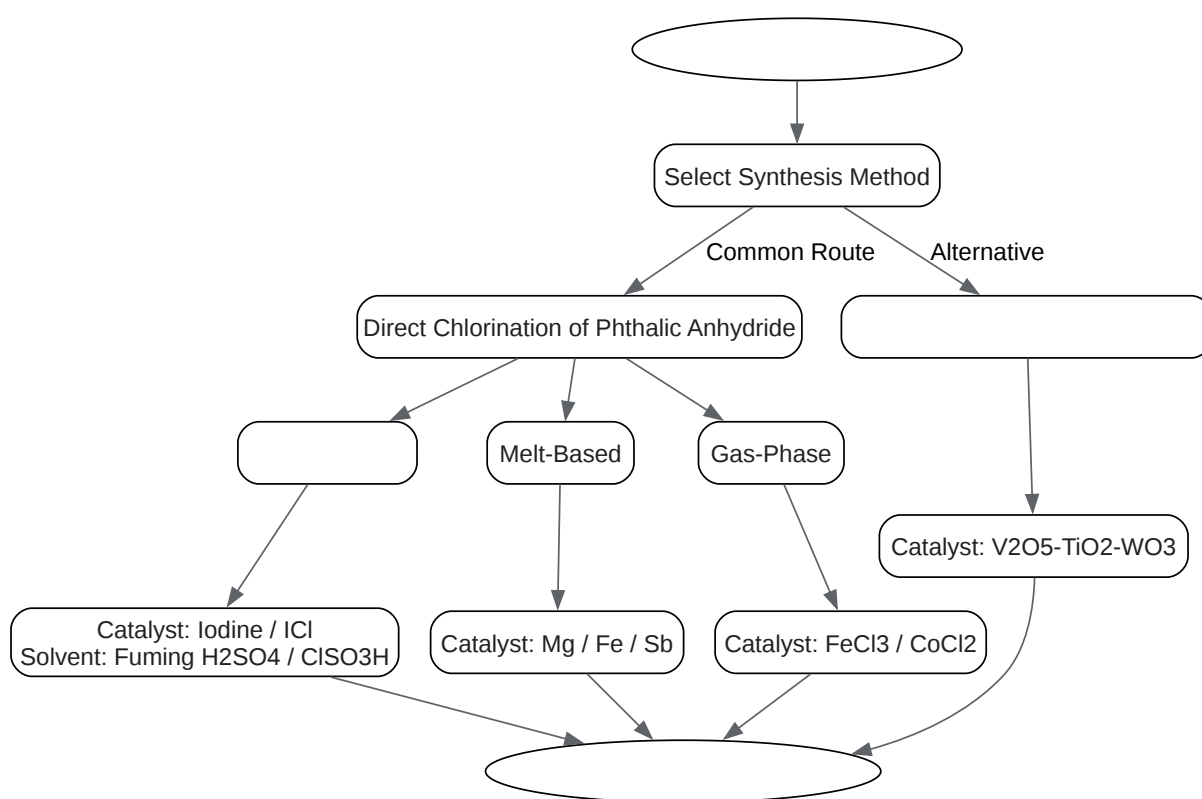 Select Synthesis Method
Common Route
Alternative
Direct Chlorination of Phthalic Anhydride
Melt-Based
Gas-Phase
Catalyst: V2O5-TiO2-WO3
Catalyst: Iodine / ICl
Solvent: Fuming H2SO4 / ClSO3H
Catalyst: Mg / Fe / Sb
Catalyst: FeCl3 / CoCl2